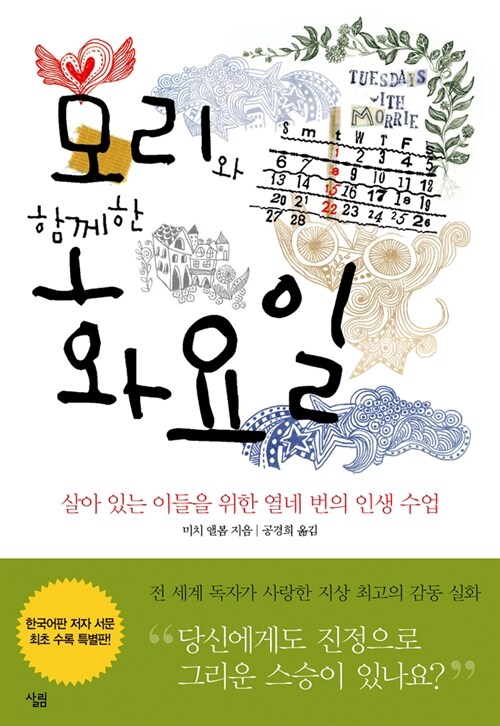 TUESDAYS
WITH
MORRIE
모리와
함께한
화요일
S m t W T F S
1 2 3 4 5
6 7 8 9 10 11 12
13 14 15 16 17 18 19
20 21 22 23 24 25 26
27 28
살아 있는 이들을 위한 열네 번의 인생 수업
미치 앨봄 지음 | 공경희 옮김
전 세계 독자가 사랑한 지상 최고의 감동 실화
한국어판 저자 서문
최초 수록 특별판!
“당신에게도 진정으로
그리운 스승이 있나요?”
살림